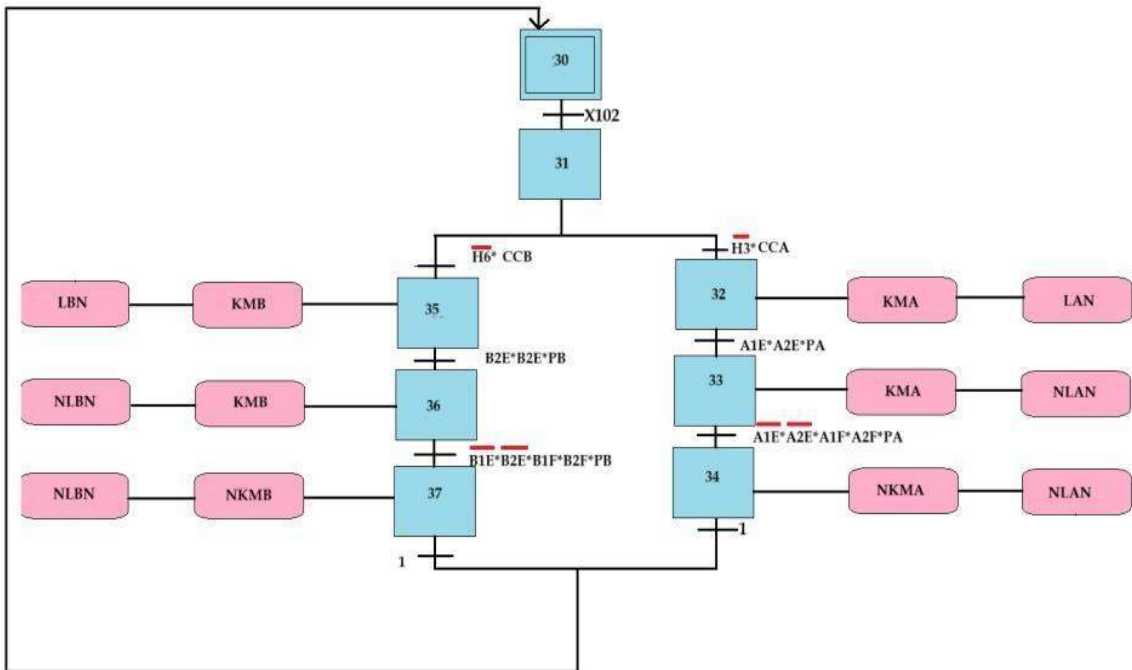 30
X102
31
H6* CCB
H3*CCA
LBN
KMB
35
32
KMA
LAN
B2E*B2E*PB
A1E*A2E*PA
NLBN
KMB
36
33
KMA
NLAN
B1E*B2E*B1F*B2F*PB
A1E*A2E*A1F*A2F*PA
NLBN
NKMB
37
34
NKMA
NLAN
1
1